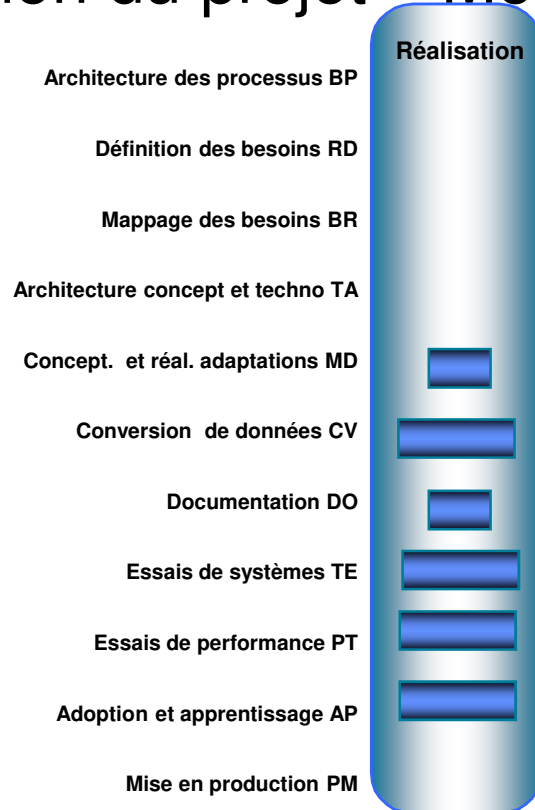 du projet
Réalisation
Architecture des processus BP
Définition des besoins RD
Mappage des besoins BR
Architecture concept et techno TA
Concept. et réal. adaptations MD
Conversion de données CV
Documentation DO
Essais de systèmes TE
Essais de performance PT
Adoption et apprentissage AP
Mise en production PM